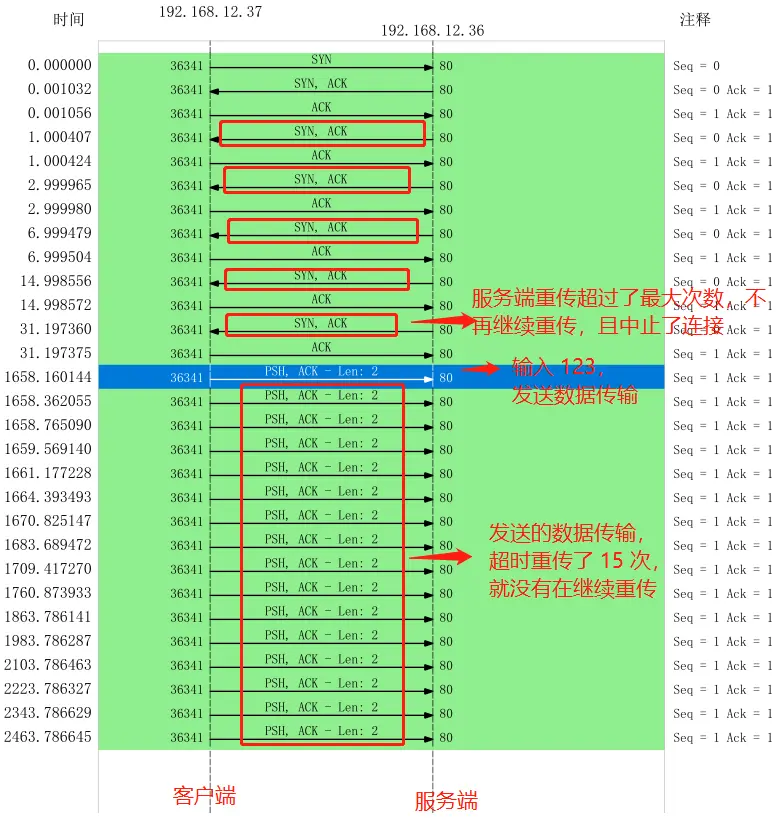 时间
192.168.12.37
192.168.12.36
注释
0.000000 36341 SYN 80 Seq = 0
0.001032 36341 SYN, ACK 80 Seq = 0 Ack = 1
0.001056 36341 ACK 80 Seq = 1 Ack = 1
1.000407 36341 SYN, ACK 80 Seq = 0 Ack = 1
1.000424 36341 ACK 80 Seq = 1 Ack = 1
2.999965 36341 SYN, ACK 80 Seq = 0 Ack = 1
2.999980 36341 ACK 80 Seq = 1 Ack = 1
6.999479 36341 SYN, ACK 80 Seq = 0 Ack = 1
6.999504 36341 ACK 80 Seq = 1 Ack = 1
14.998556 36341 SYN, ACK 80 Seq = 0 Ack = 1
14.998572 36341 ACK 80 Seq = 1 Ack = 1
31.197360 36341 SYN, ACK 80 Seq = 0 Ack = 1
服务端重传超过了最大次数，不
再继续重传，且中止了连接
31.197375 36341 ACK 80 Seq = 1 Ack = 1
1658.160144 36341 PSH, ACK - Len: 2 80 Seq = 1 Ack = 1
输入 123，
发送数据传输
1658.362055 36341 PSH, ACK - Len: 2 80 Seq = 1 Ack = 1
1658.765090 36341 PSH, ACK - Len: 2 80 Seq = 1 Ack = 1
1659.569140 36341 PSH, ACK - Len: 2 80 Seq = 1 Ack = 1
1661.177228 36341 PSH, ACK - Len: 2 80 Seq = 1 Ack = 1
1664.393493 36341 PSH, ACK - Len: 2 80 Seq = 1 Ack = 1
1670.825147 36341 PSH, ACK - Len: 2 80 Seq = 1 Ack = 1
1683.689472 36341 PSH, ACK - Len: 2 80 Seq = 1 Ack = 1
1709.417270 36341 PSH, ACK - Len: 2 80 Seq = 1 Ack = 1
1760.873933 36341 PSH, ACK - Len: 2 80 Seq = 1 Ack = 1
发送的数据传输，
超时重传了 15 次，
就没有在继续重传
1863.786141 36341 PSH, ACK - Len: 2 80 Seq = 1 Ack = 1
1983.786287 36341 PSH, ACK - Len: 2 80 Seq = 1 Ack = 1
2103.786463 36341 PSH, ACK - Len: 2 80 Seq = 1 Ack = 1
2223.786327 36341 PSH, ACK - Len: 2 80 Seq = 1 Ack = 1
2343.786629 36341 PSH, ACK - Len: 2 80 Seq = 1 Ack = 1
2463.786645 36341 PSH, ACK - Len: 2 80 Seq = 1 Ack = 1
客户端
服务端